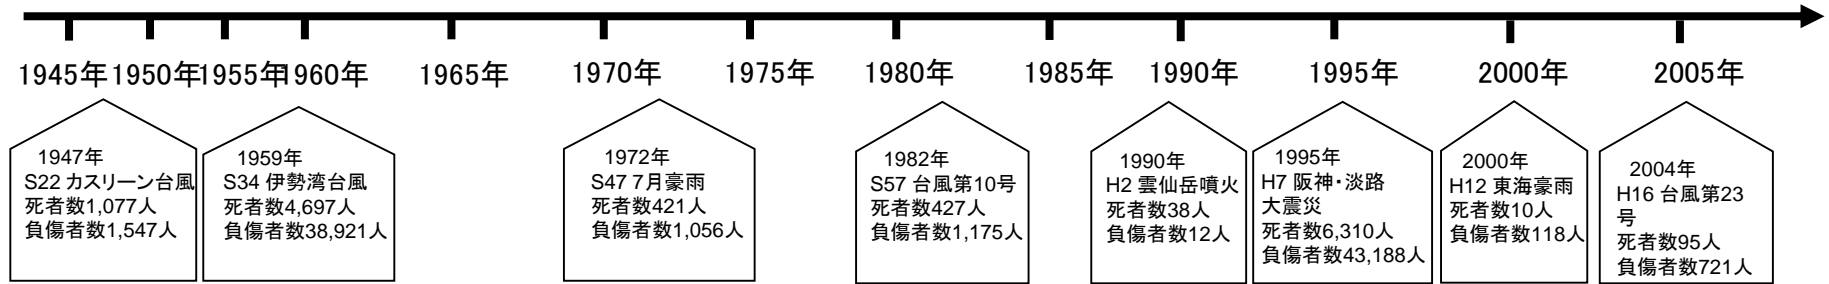 1945年 1950年 1955年 1960年 1965年 1970年 1975年 1980年 1985年 1990年 1995年 2000年 2005年
1947年
S22 カスリーン台風
死者数1,077人
負傷者数1,547人
1959年
S34 伊勢湾台風
死者数4,697人
負傷者数38,921人
1972年
S47 7月豪雨
死者数421人
負傷者数1,056人
1982年
S57 台風第10号
死者数427人
負傷者数1,175人
1990年
H2 雲仙岳噴火
死者数38人
負傷者数12人
1995年
H7 阪神・淡路
大震災
死者数6,310人
負傷者数43,188人
2000年
H12 東海豪雨
死者数10人
負傷者数118人
2004年
H16 台風第23
号
死者数95人
負傷者数721人